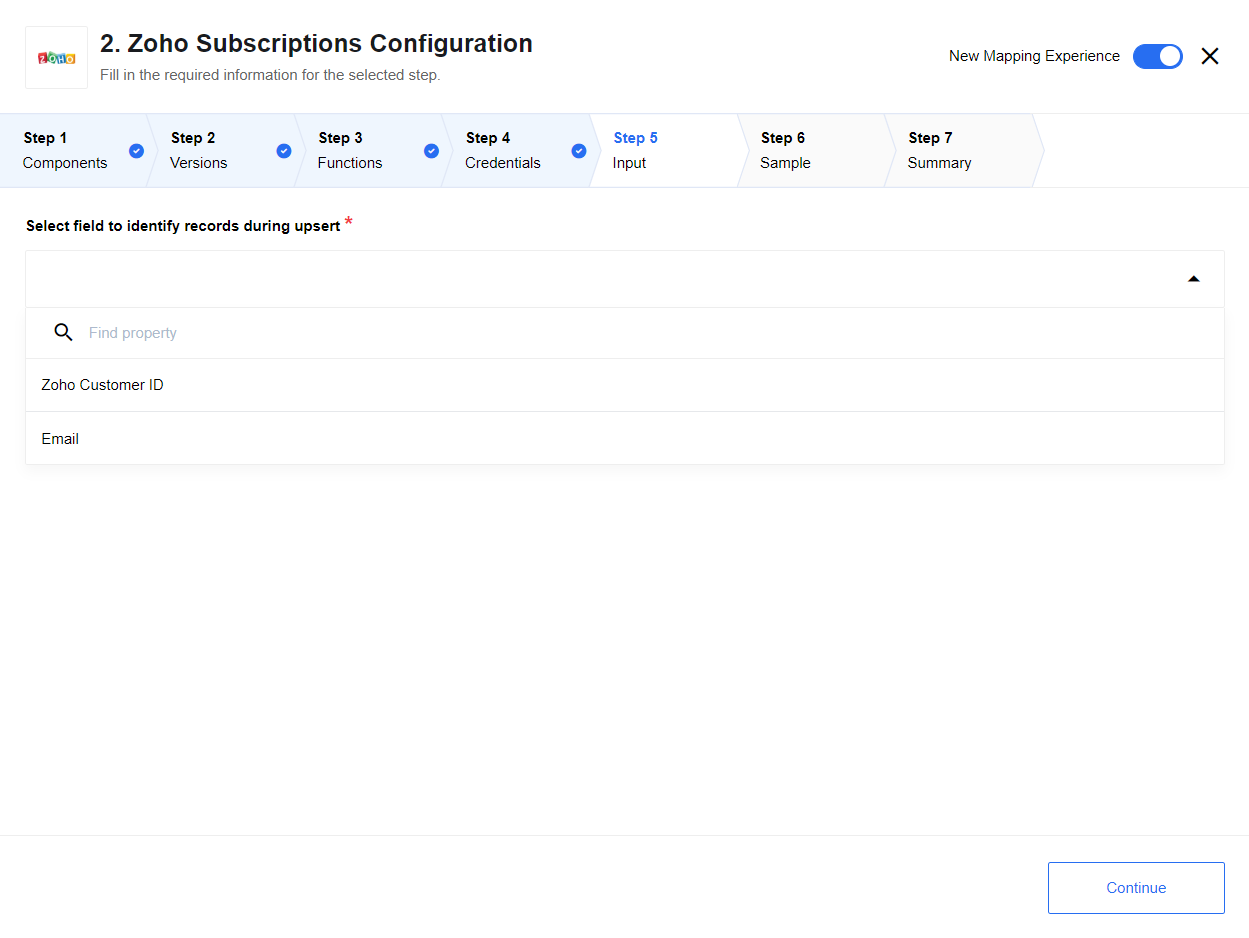 ZOHO
2. Zoho Subscriptions Configuration
Fill in the required information for the selected step.
New Mapping Experience
Step 1
Components
Step 2
Versions
Step 3
Functions
Step 4
Credentials
Step 5
Input
Step 6
Sample
Step 7
Summary
Select field to identify records during upsert *
Find property
Zoho Customer ID
Email
Continue